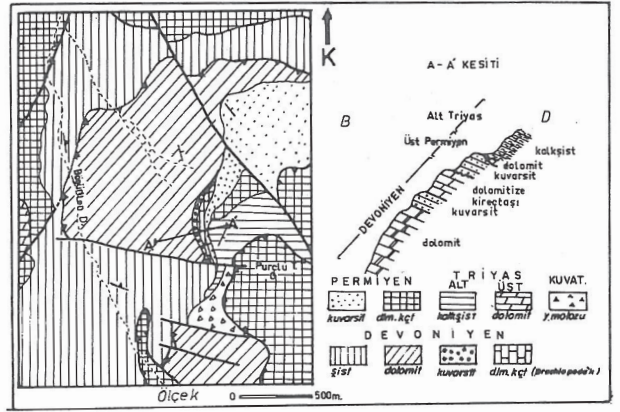 K
A-A' KESİTİ
B
D
Alt Triyas
Üst Permiyen
DEVONİYEN
kalkşist
dolomit
kuvarsit
dolomitize
kireçtaşı
kuvarsit
dolomit
A
A'
Purçlu
PERMİYEN
TRİYAS
KUVAT.
ALT
ÜST
kuvarsit
dlm.kçt
kalkşist
dolomit
y.molozu
DEVONİYEN
şist
dolomit
kuvarsit
dlm.kçt
Ölçek
0
500m.